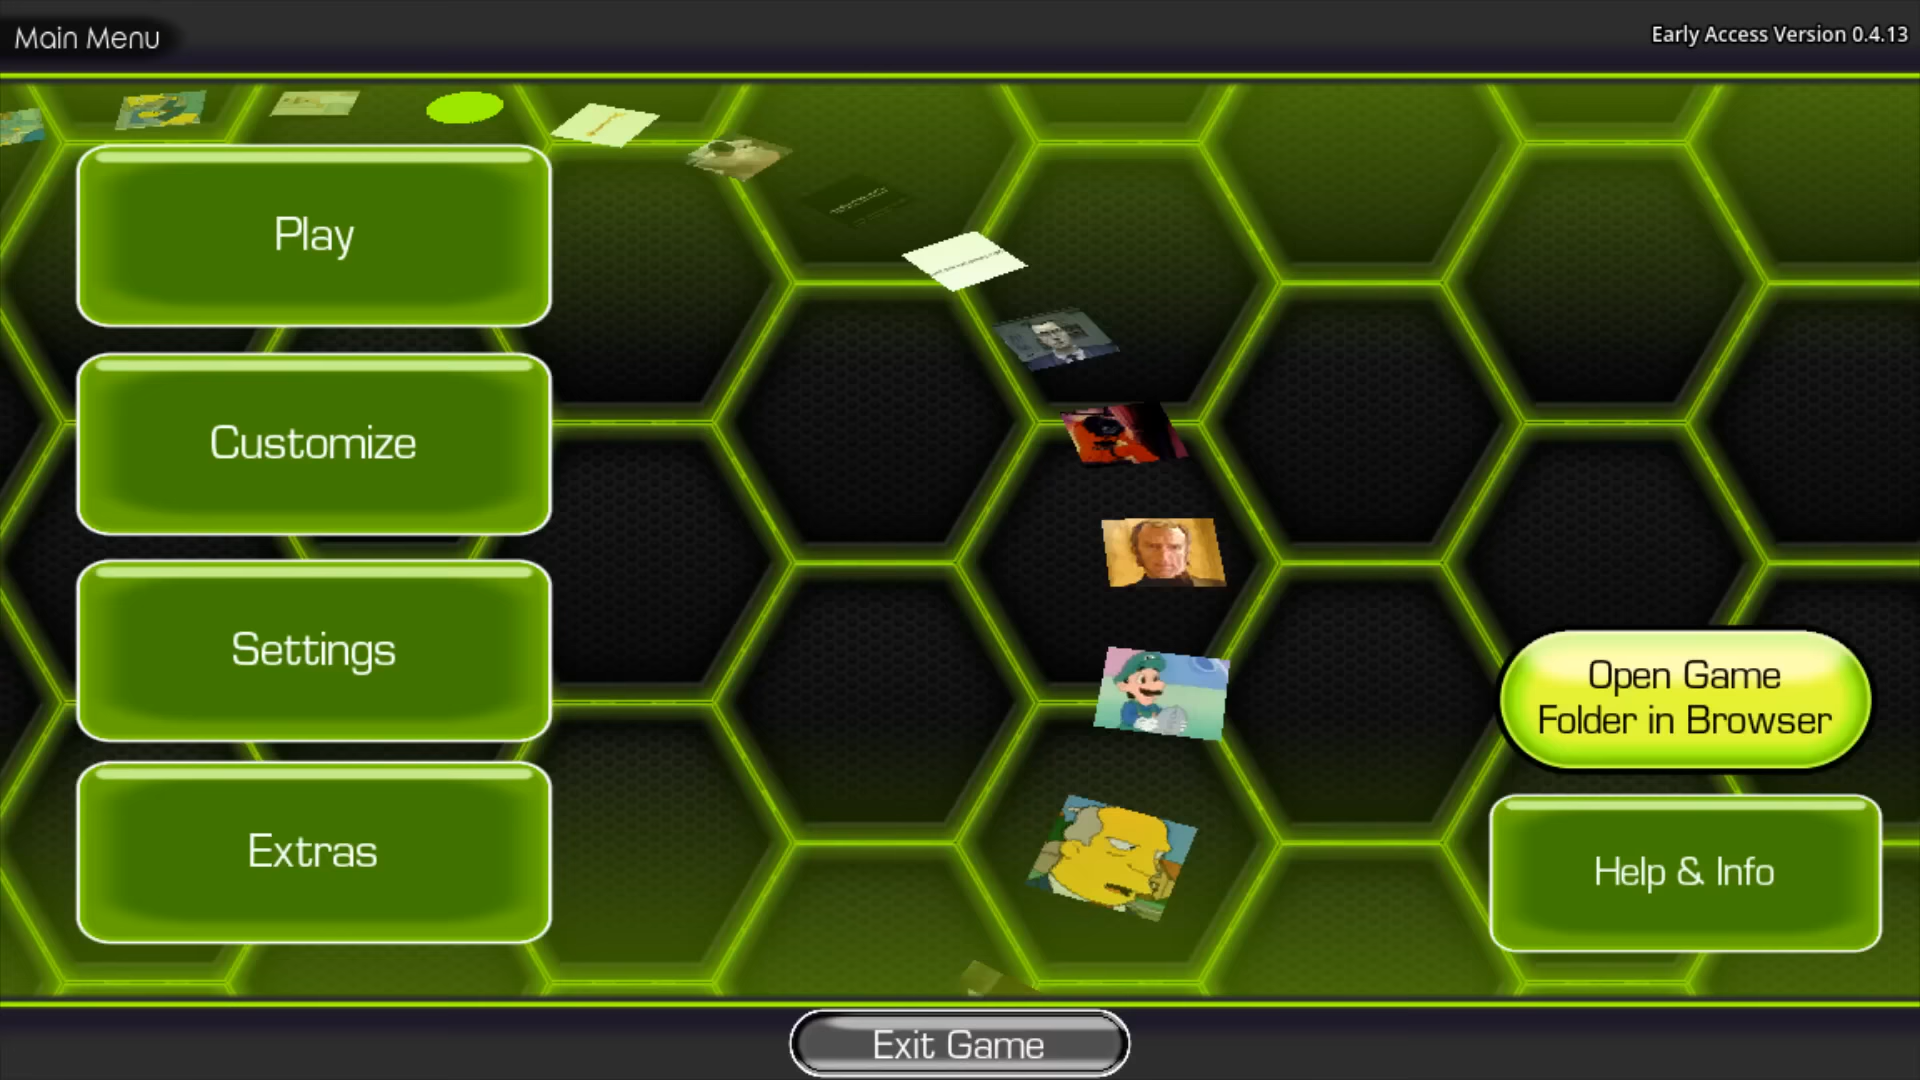 Main Menu
Early Access Version 0.4.13
Play
Customize
Settings
Extras
Open Game
Folder in Browser
Help & Info
Exit Game